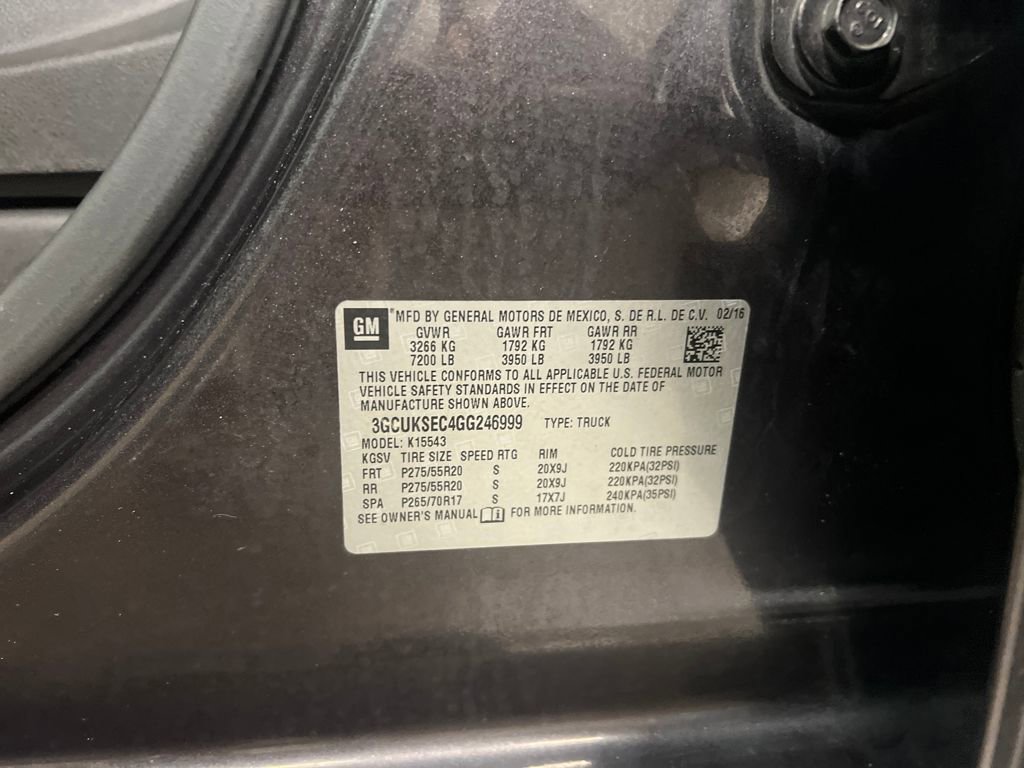 GM
® MFD BY GENERAL MOTORS DE MEXICO, S. DE R.L. DE C.V. 02/16
GVWR GAWR FRT GAWR RR
3266 KG 1792 KG 1792 KG
7200 LB 3950 LB 3950 LB
THIS VEHICLE CONFORMS TO ALL APPLICABLE U.S. FEDERAL MOTOR
VEHICLE SAFETY STANDARDS IN EFFECT ON THE DATE OF
MANUFACTURE SHOWN ABOVE.
3GCUKSEC4GG246999 TYPE: TRUCK
MODEL: K15543
KGSV TIRE SIZE SPEED RTG RIM COLD TIRE PRESSURE
FRT P275/55R20 S 20X9J 220KPA(32PSI)
RR P275/55R20 S 20X9J 220KPA(32PSI)
SPA P265/70R17 S 17X7J 240KPA(35PSI)
SEE OWNER'S MANUAL FOR MORE INFORMATION.